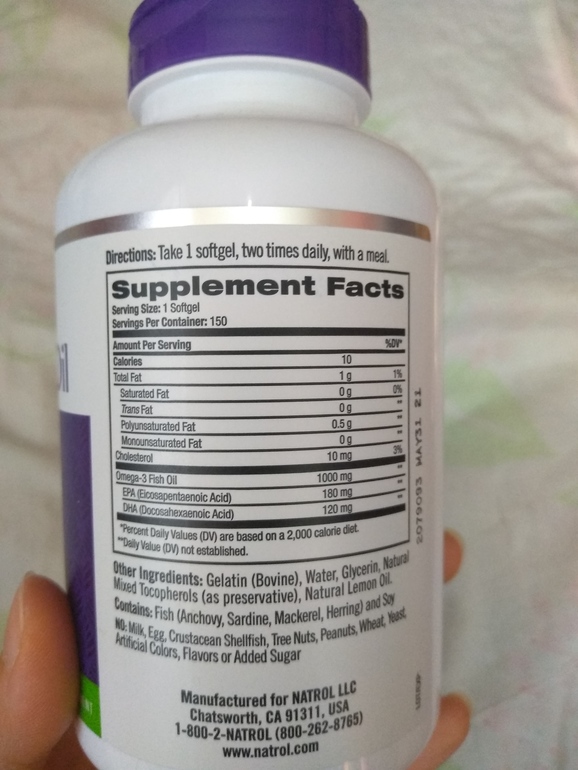 Directions: Take 1 softgel, two times daily, with a meal.
Supplement Facts
Serving Size: 1 Softgel
Servings Per Container: 150
Amount Per Serving %DV*
Calories 10
Total Fat 1 g 1%
Saturated Fat 0 g 0%
Trans Fat 0 g **
Polyunsaturated Fat 0.5 g **
Monounsaturated Fat 0 g **
Cholesterol 10 mg 3%
Omega-3 Fish Oil 1000 mg **
EPA (Eicosapentaenoic Acid) 180 mg **
DHA (Docosahexaenoic Acid) 120 mg **
*Percent Daily Values (DV) are based on a 2,000 calorie diet.
**Daily Value (DV) not established.
Other Ingredients: Gelatin (Bovine), Water, Glycerin, Natural
Mixed Tocopherols (as preservative), Natural Lemon Oil.
Contains: Fish (Anchovy, Sardine, Mackerel, Herring) and Soy
NO: Milk, Egg, Crustacean Shellfish, Tree Nuts, Peanuts, Wheat, Yeast,
Artificial Colors, Flavors or Added Sugar
Manufactured for NATROL LLC
Chatsworth, CA 91311, USA
1-800-2-NATROL (800-262-8765)
www.natrol.com
2079093 MAY31 21